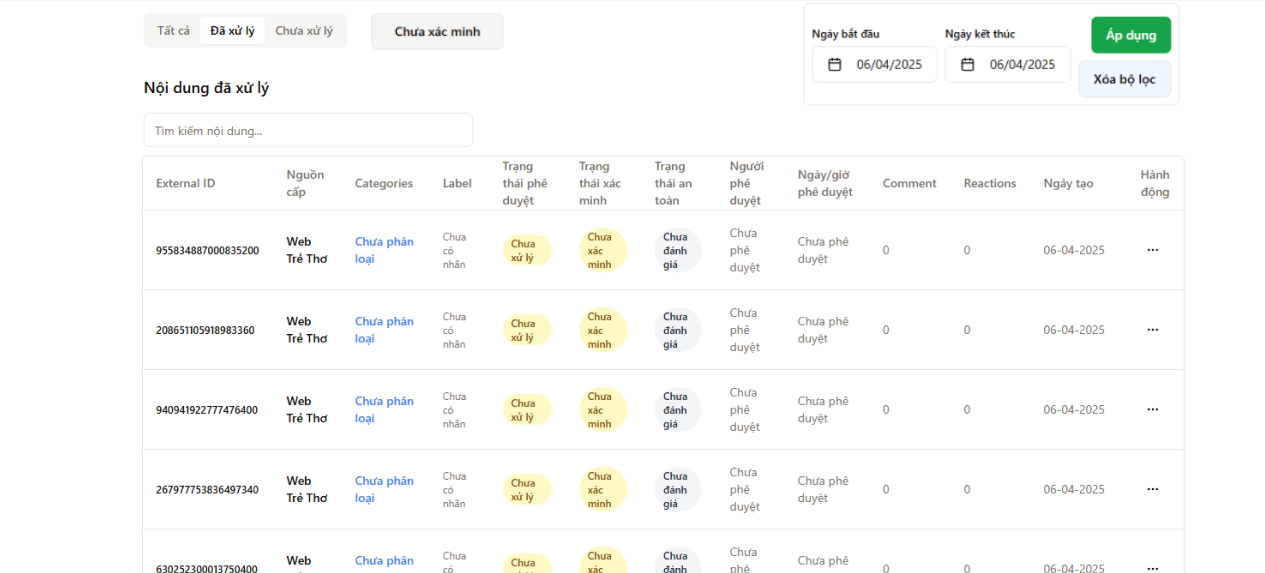 Tất cả Đã xử lý Chưa xử lý Chưa xác minh
Ngày bắt đầu Ngày kết thúc
06/04/2025 06/04/2025
Áp dụng
Xóa bộ lọc
Nội dung đã xử lý
Tìm kiếm nội dung...
External ID Nguồn cấp Categories Label Trạng thái phê duyệt Trạng thái xác minh Trạng thái an toàn Người phê duyệt Ngày/giờ phê duyệt Comment Reactions Ngày tạo Hành động
955834887000835200 Web Trẻ Thơ Chưa phân loại Chưa có nhãn Chưa xử lý Chưa xác minh Chưa đánh giá Chưa phê duyệt Chưa phê duyệt 0 0 06-04-2025 ...
208651105918983360 Web Trẻ Thơ Chưa phân loại Chưa có nhãn Chưa xử lý Chưa xác minh Chưa đánh giá Chưa phê duyệt Chưa phê duyệt 0 0 06-04-2025 ...
940941922777476400 Web Trẻ Thơ Chưa phân loại Chưa có nhãn Chưa xử lý Chưa xác minh Chưa đánh giá Chưa phê duyệt Chưa phê duyệt 0 0 06-04-2025 ...
267977753836497340 Web Trẻ Thơ Chưa phân loại Chưa có nhãn Chưa xử lý Chưa xác minh Chưa đánh giá Chưa phê duyệt Chưa phê duyệt 0 0 06-04-2025 ...
630252300013750400 Web Chưa phân Chưa có Chưa Chưa xác Chưa đánh Chưa phê Chưa phê 0 0 06-04-2025 ...